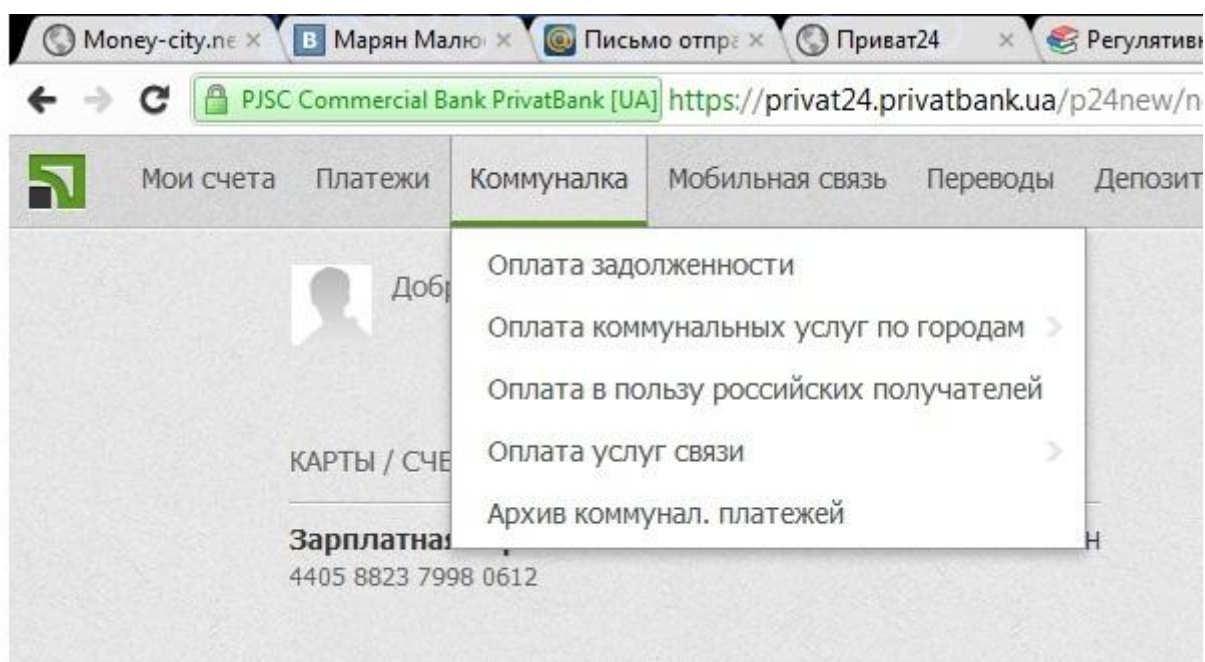 Money-city.ne
Марян Малю
Письмо отпра
Приват24
Регулятив
PJSC Commercial Bank PrivatBank [UA] https://privat24.privatbank.ua/p24new/n
Мои счета Платежи Коммуналка Мобильная связь Переводы Депозит
Добр
Оплата задолженности
Оплата коммунальных услуг по городам
Оплата в пользу российских получателей
КАРТЫ / СЧЕ
Оплата услуг связи
Архив коммунал. платежей
Зарплатная
Н
4405 8823 7998 0612